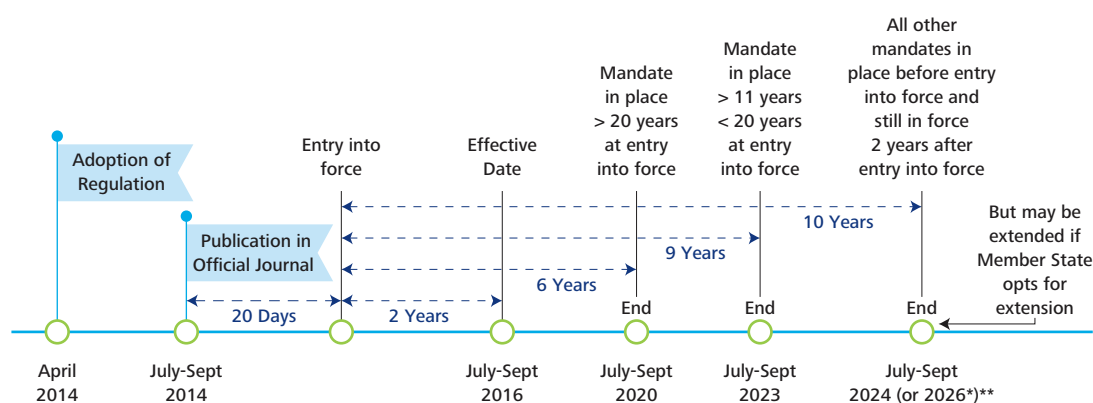 Adoption of
Regulation
Publication in
Official Journal
Entry into
force
Effective
Date
Mandate
in place
> 20 years
at entry
into force
Mandate
in place
> 11 years
< 20 years
at entry
into force
All other
mandates in
place before entry
into force and
still in force
2 years after
entry into force
But may be
extended if
Member State
opts for
extension
10 Years
9 Years
6 Years
20 Days
2 Years
End
End
End
April
2014
July-Sept
2014
July-Sept
2016
July-Sept
2020
July-Sept
2023
July-Sept
2024 (or 2026*)**